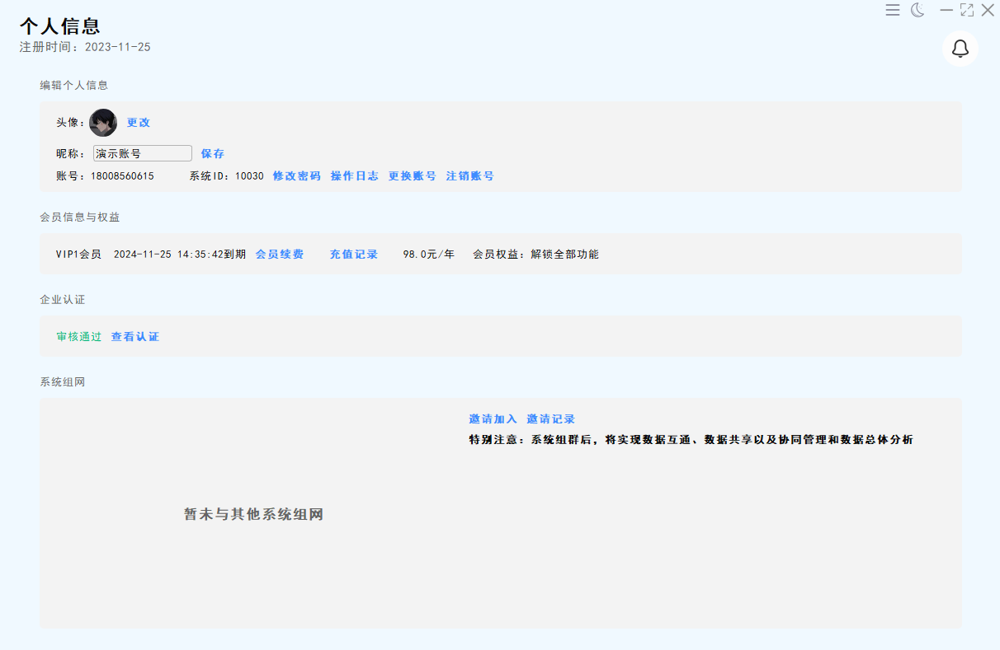 个人信息
注册时间：2023-11-25
编辑个人信息
头像： 更改
昵称： 演示账号 保存
账号：18008560615 系统ID：10030 修改密码 操作日志 更换账号 注销账号
会员信息与权益
VIP1会员 2024-11-25 14:35:42到期 会员续费 充值记录 98.0元/年 会员权益：解锁全部功能
企业认证
审核通过 查看认证
系统组网
邀请加入 邀请记录
特别注意：系统组群后，将实现数据互通、数据共享以及协同管理和数据总体分析
暂未与其他系统组网